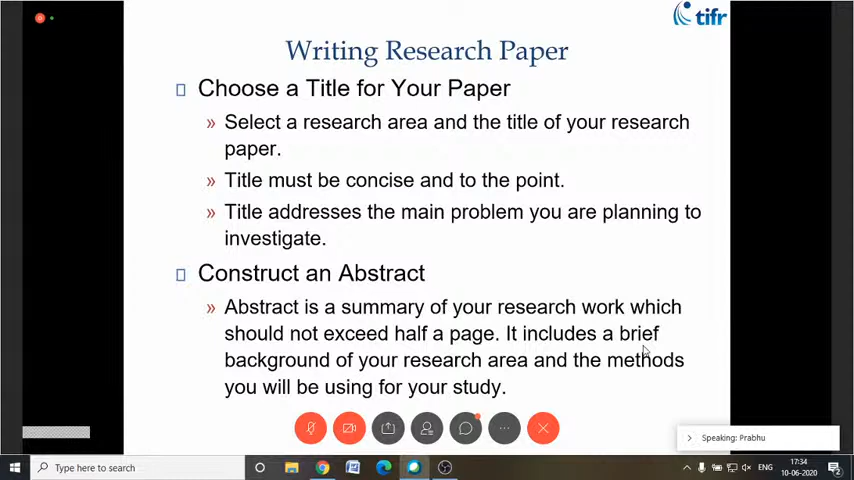 tifr
Writing Research Paper
Choose a Title for Your Paper
» Select a research area and the title of your research
paper.
» Title must be concise and to the point.
» Title addresses the main problem you are planning to
investigate.
Construct an Abstract
» Abstract is a summary of your research work which
should not exceed half a page. It includes a brief
background of your research area and the methods
you will be using for your study.
Speaking: Prabhu
Type here to search
ENG
17:34
10-06-2020
2